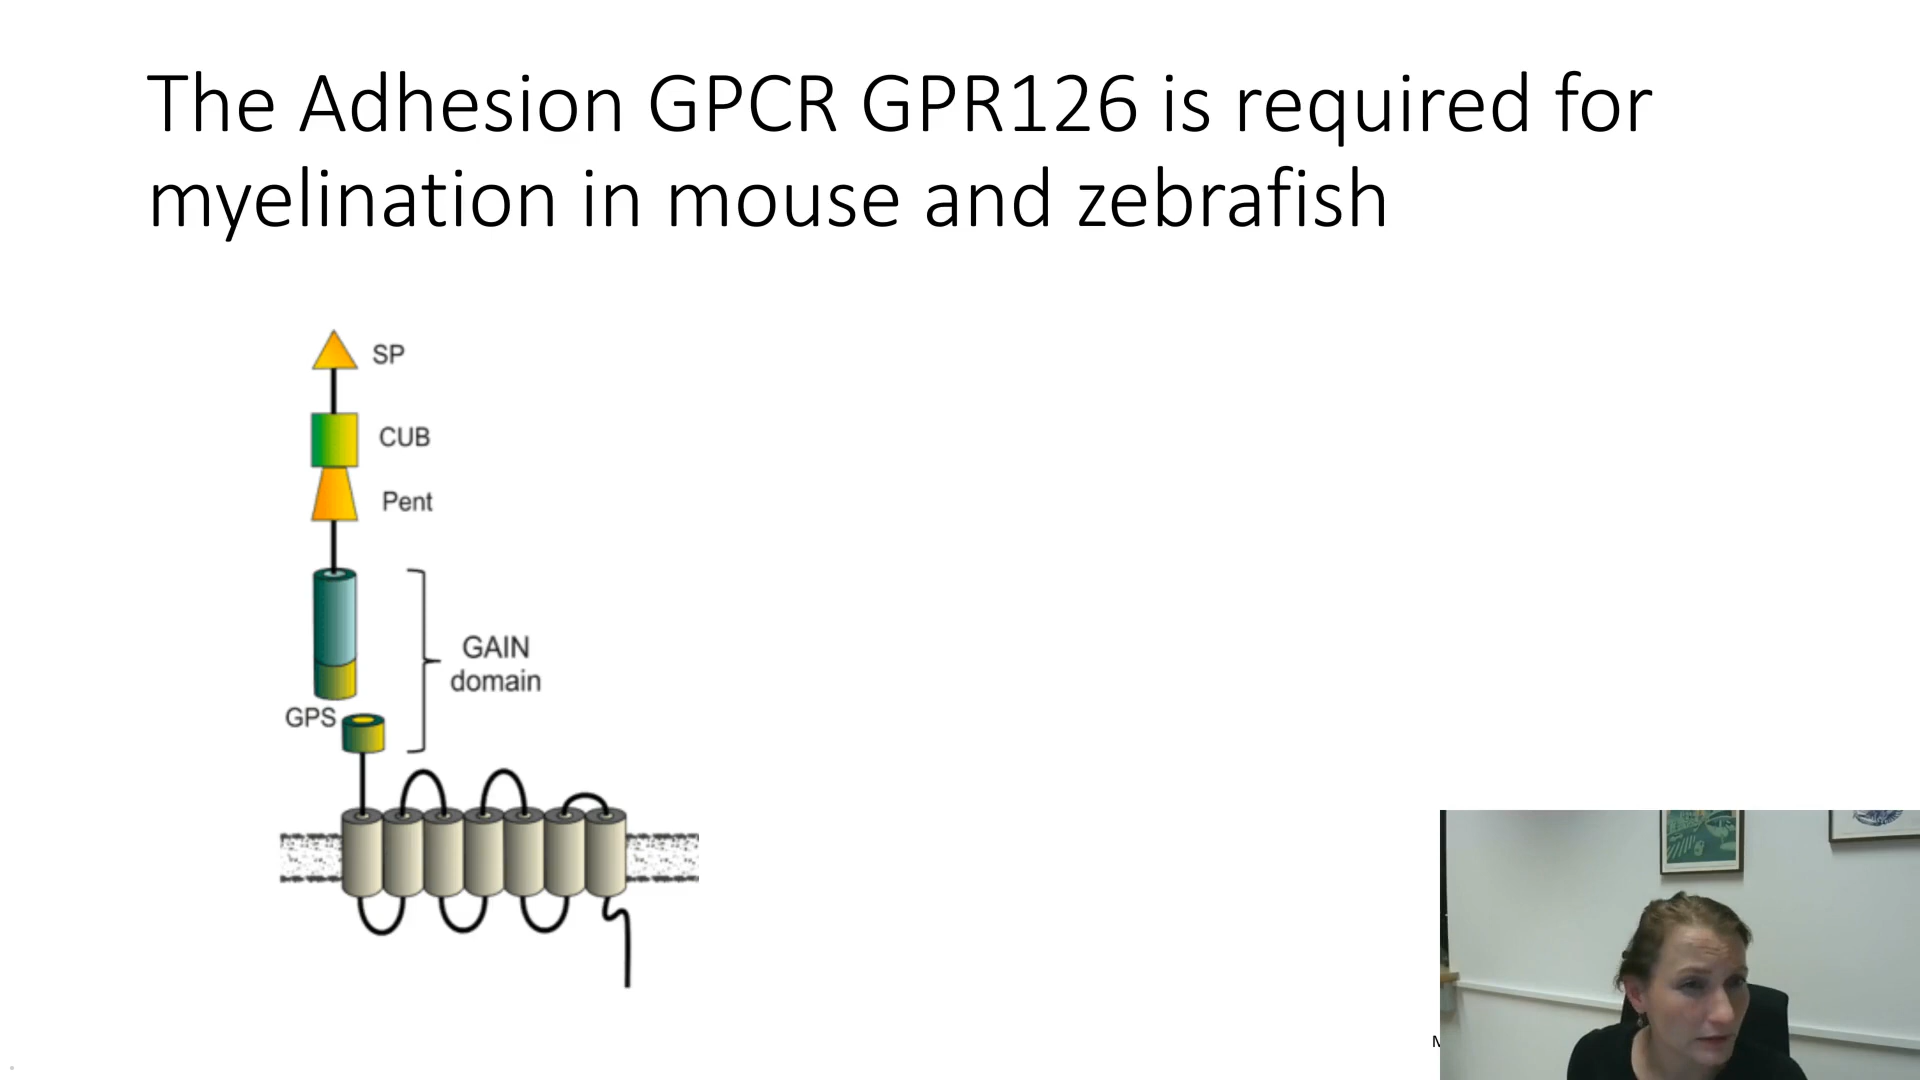 The Adhesion GPCR GPR126 is required for
myelination in mouse and zebrafish
SP
CUB
Pent
GAIN
domain
GPS